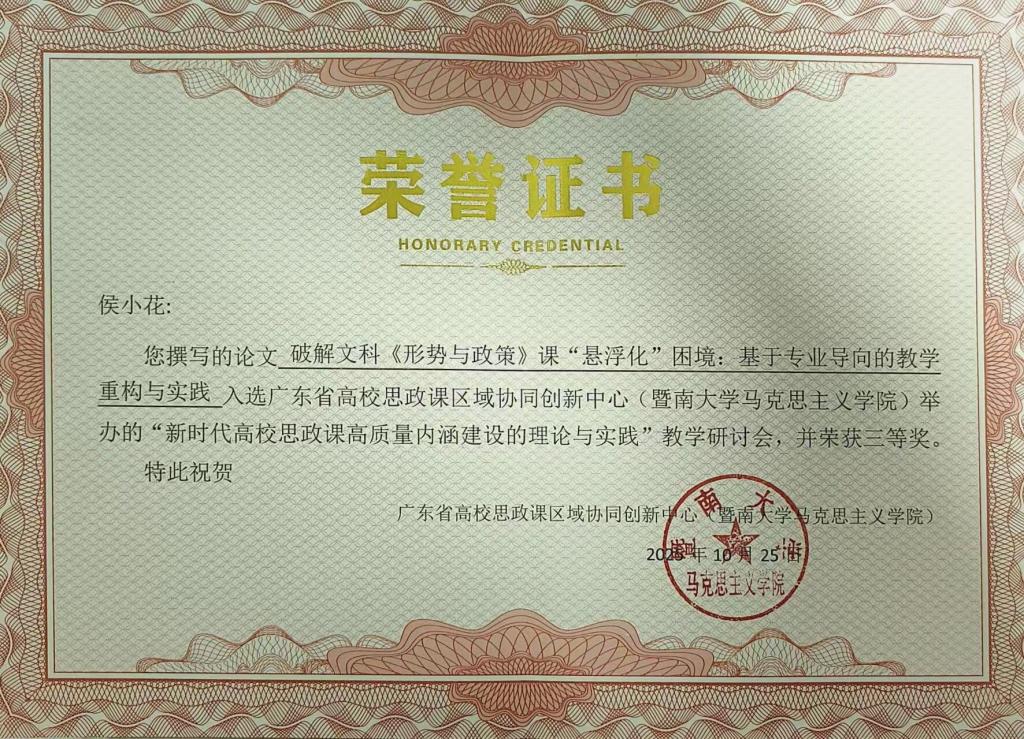 荣誉证书
HONORARY CREDENTIAL
侯小花:
您撰写的论文 破解文科《形势与政策》课“悬浮化”困境：基于专业导向的教学
重构与实践 入选广东省高校思政课区域协同创新中心（暨南大学马克思主义学院）举
办的“新时代高校思政课高质量内涵建设的理论与实践”教学研讨会，并荣获三等奖。
特此祝贺
广东省高校思政课区域协同创新中心（暨南大学马克思主义学院）
2025 年 10 月 25 日
暨南大学
马克思主义学院